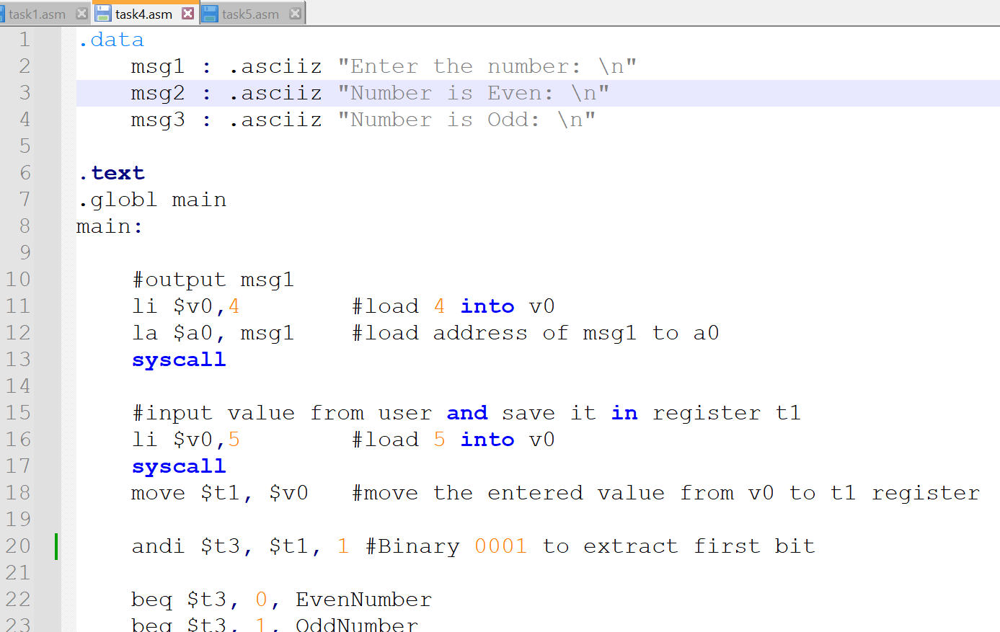 task1.asm task4.asm task5.asm
1 .data
2 msg1 : .asciiz "Enter the number: \n"
3 msg2 : .asciiz "Number is Even: \n"
4 msg3 : .asciiz "Number is Odd: \n"
5
6 .text
7 .globl main
8 main:
9
10 #output msg1
11 li $v0,4 #load 4 into v0
12 la $a0, msg1 #load address of msg1 to a0
13 syscall
14
15 #input value from user and save it in register t1
16 li $v0,5 #load 5 into v0
17 syscall
18 move $t1, $v0 #move the entered value from v0 to t1 register
19
20 andi $t3, $t1, 1 #Binary 0001 to extract first bit
21
22 beq $t3, 0, EvenNumber
23 beq $t3, 1, OddNumber